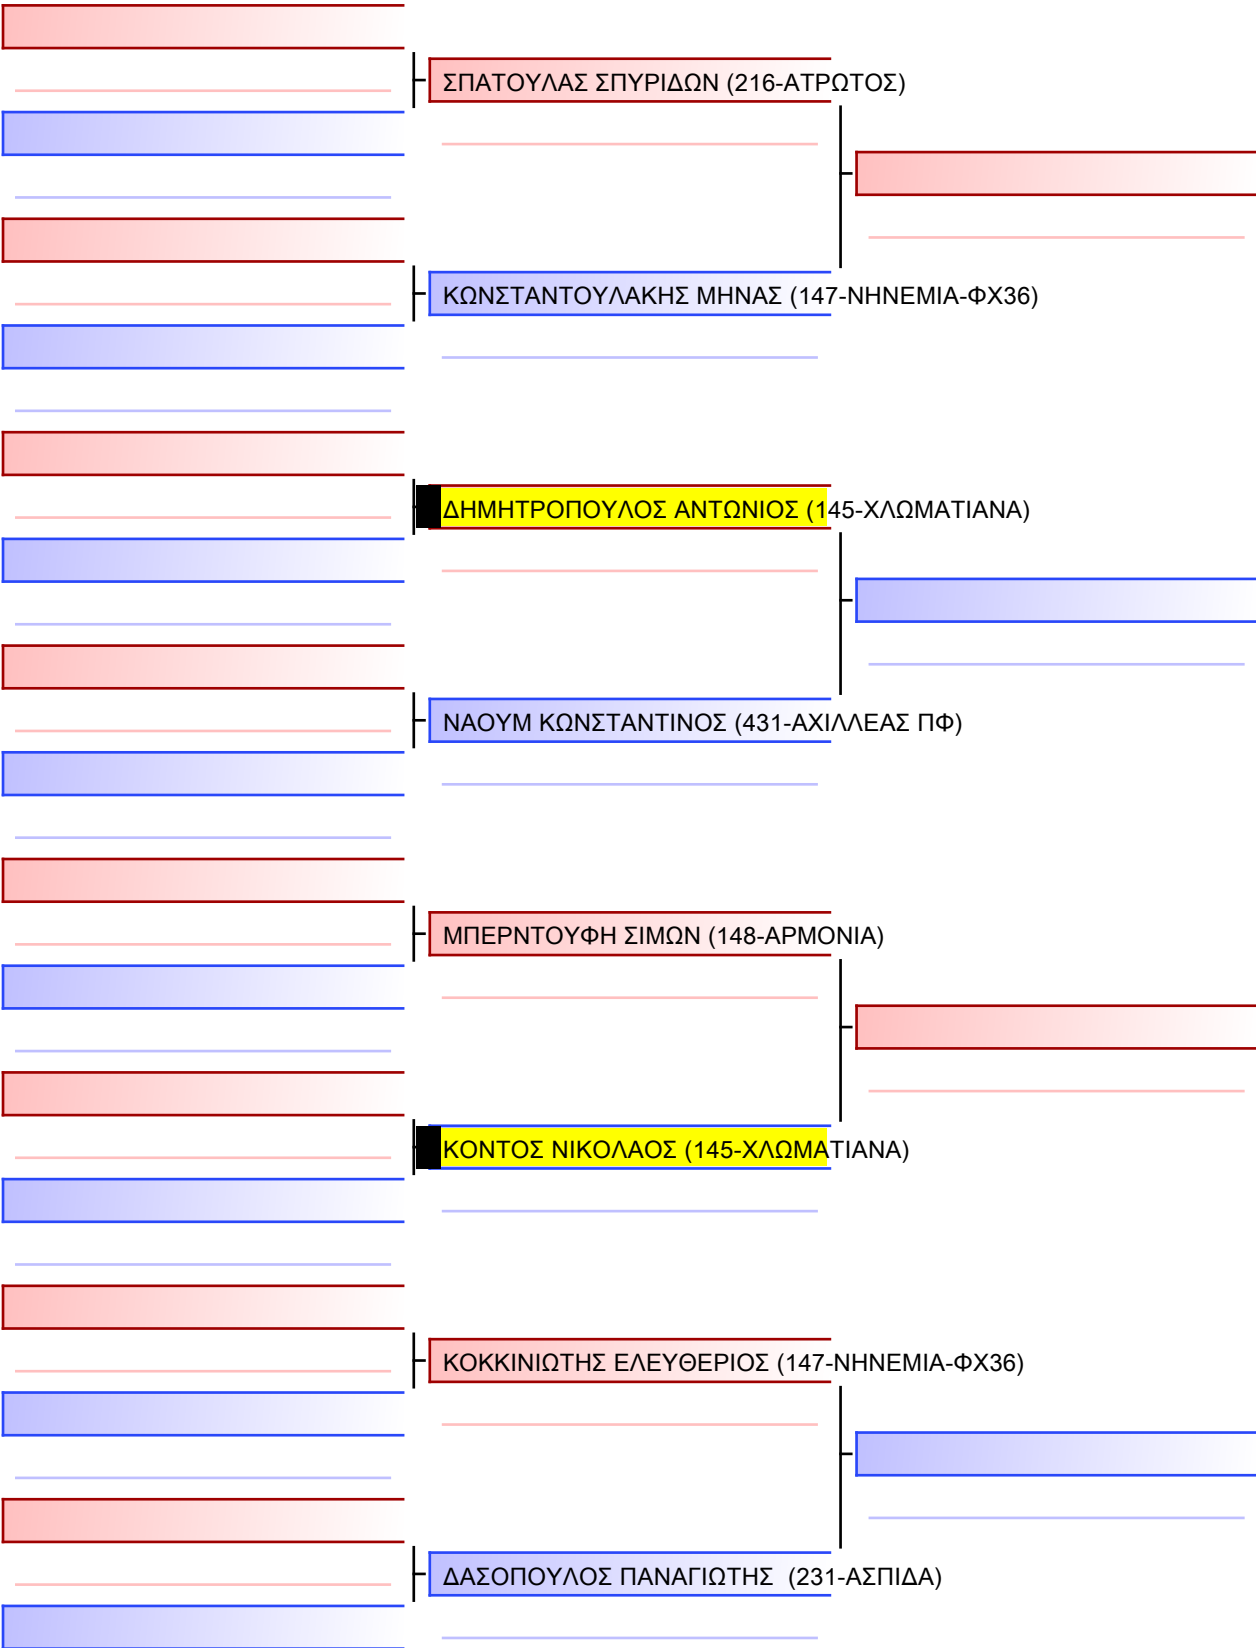 ΣΠΑΤΟΥΛΑΣ ΣΠΥΡΙΔΩΝ (216-ΑΤΡΩΤΟΣ)
ΚΩΝΣΤΑΝΤΟΥΛΑΚΗΣ ΜΗΝΑΣ (147-ΝΗΝΕΜΙΑ-ΦΧ36)
ΔΗΜΗΤΡΟΠΟΥΛΟΣ ΑΝΤΩΝΙΟΣ (145-ΧΛΩΜΑΤΙΑΝΑ)
ΝΑΟΥΜ ΚΩΝΣΤΑΝΤΙΝΟΣ (431-ΑΧΙΛΛΕΑΣ ΠΦ)
ΜΠΕΡΝΤΟΥΦΗ ΣΙΜΩΝ (148-ΑΡΜΟΝΙΑ)
ΚΟΝΤΟΣ ΝΙΚΟΛΑΟΣ (145-ΧΛΩΜΑΤΙΑΝΑ)
ΚΟΚΚΙΝΙΩΤΗΣ ΕΛΕΥΘΕΡΙΟΣ (147-ΝΗΝΕΜΙΑ-ΦΧ36)
ΔΑΣΟΠΟΥΛΟΣ ΠΑΝΑΓΙΩΤΗΣ  (231-ΑΣΠΙΔΑ)